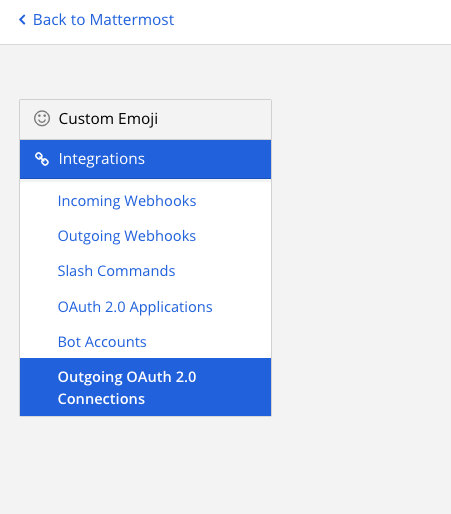 Back to Mattermost
Custom Emoji
Integrations
Incoming Webhooks
Outgoing Webhooks
Slash Commands
OAuth 2.0 Applications
Bot Accounts
Outgoing OAuth 2.0
Connections